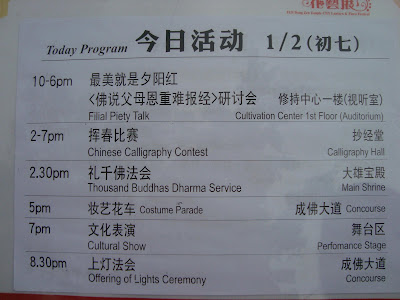 Today Program 今日活动 1/2(初七)
10-6pm 最美就是夕阳红
〈佛说父母恩重难报经〉研讨会 修持中心一楼(视听室)
Filial Piety Talk Cultivation Center 1st Floor (Auditorium)
2-7pm 挥春比赛 抄经堂
Chinese Calligraphy Contest Calligraphy Hall
2.30pm 礼千佛法会 大雄宝殿
Thousand Buddhas Dharma Service Main Shrine
5pm 妆艺花车 Costume Parade 成佛大道 Concourse
7pm 文化表演 舞台区
Cultural Show Perfomance Stage
8.30pm 上灯法会 成佛大道
Offering of Lights Ceremony Concourse